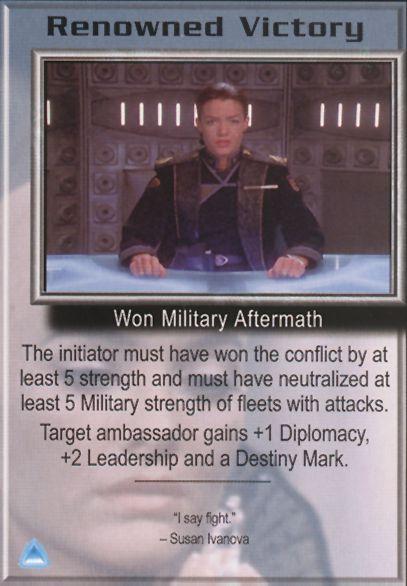 Renowned Victory
Won Military Aftermath
The initiator must have won the conflict by at
least 5 strength and must have neutralized at
least 5 Military strength of fleets with attacks.
Target ambassador gains +1 Diplomacy,
+2 Leadership and a Destiny Mark.
“I say fight.”
– Susan Ivanova